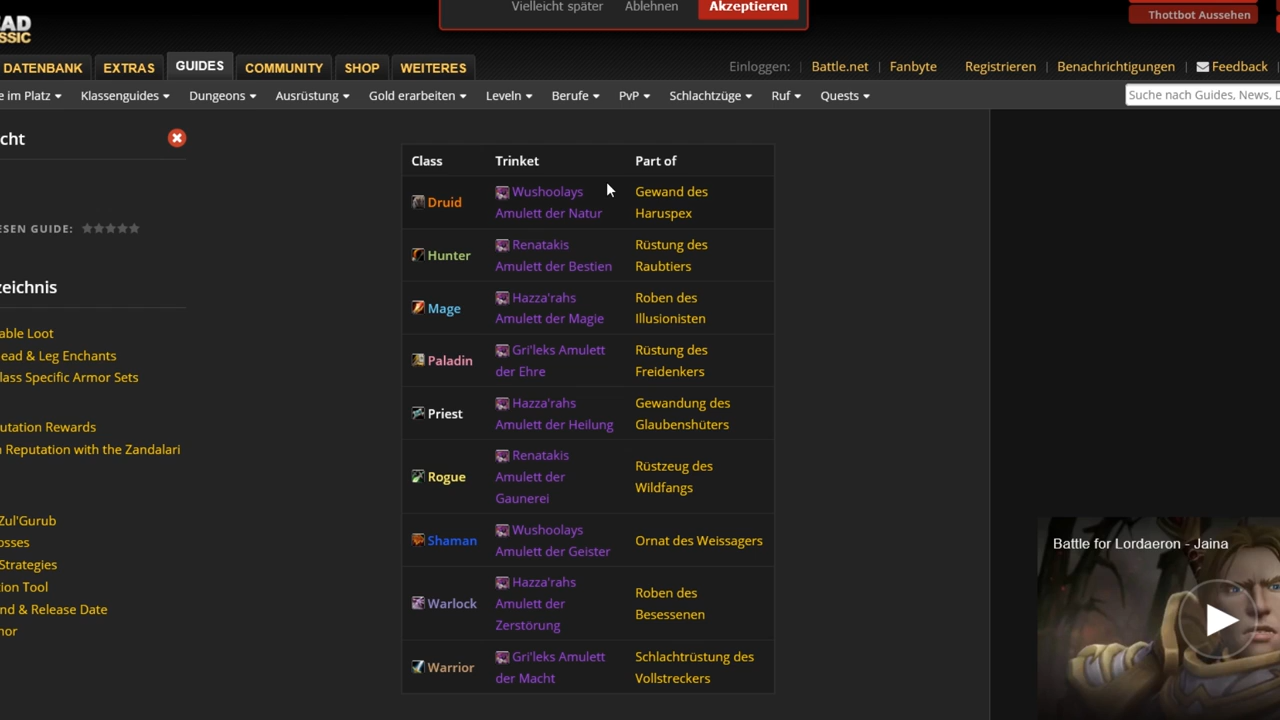 Vielleicht später Ablehnen Akzeptieren
Thottbot Aussehen
EAD
SSIC
DATENBANK EXTRAS GUIDES COMMUNITY SHOP WEITERES
Einloggen: Battle.net Fanbyte Registrieren Benachrichtigungen Feedback
e im Platz Klassenguides Dungeons Ausrüstung Gold erarbeiten Leveln Berufe PvP Schlachtzüge Ruf Quests
Suche nach Guides, News, D
cht
ESEN GUIDE:
zeichnis
able Loot
ead & Leg Enchants
lass Specific Armor Sets
utation Rewards
n Reputation with the Zandalari
Zul'Gurub
osses
Strategies
ion Tool
nd & Release Date
hor
Class Trinket Part of
Druid
Wushoolays
Amulett der Natur
Gewand des
Haruspex
Hunter
Renatakis
Amulett der Bestien
Rüstung des
Raubtiers
Mage
Hazza'rahs
Amulett der Magie
Roben des
Illusionisten
Paladin
Gri'leks Amulett
der Ehre
Rüstung des
Freidenkers
Priest
Hazza'rahs
Amulett der Heilung
Gewandung des
Glaubenshüters
Rogue
Renatakis
Amulett der
Gaunerei
Rüstzeug des
Wildfangs
Shaman
Wushoolays
Amulett der Geister
Ornat des Weissagers
Warlock
Hazza'rahs
Amulett der
Zerstörung
Roben des
Besessenen
Warrior
Gri'leks Amulett
der Macht
Schlachtrüstung des
Vollstreckers
Battle for Lordaeron - Jaina